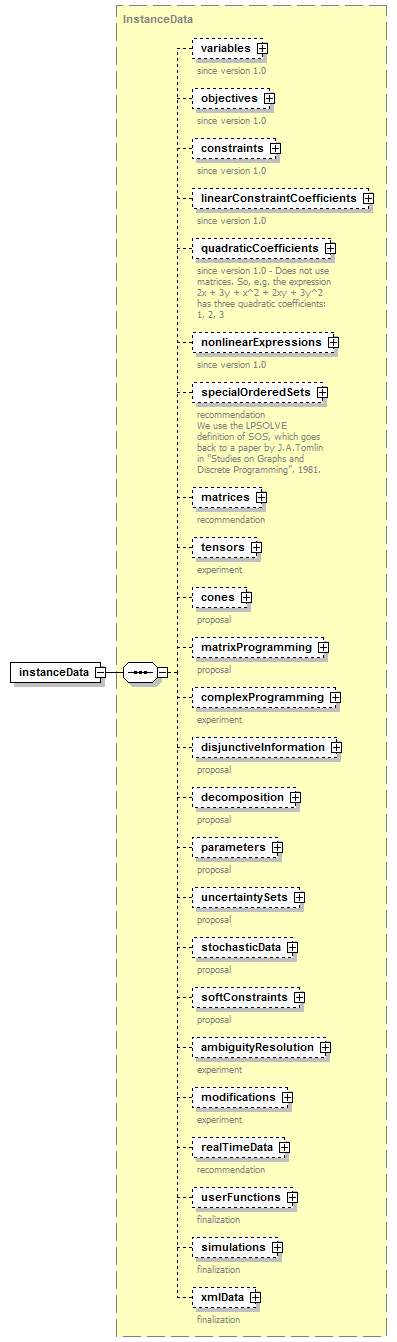 InstanceData
variables
since version 1.0
objectives
since version 1.0
constraints
since version 1.0
linearConstraintCoefficients
since version 1.0
quadraticCoefficients
since version 1.0 - Does not use
matrices. So, e.g. the expression
2x + 3y + x^2 + 2xy + 3y^2
has three quadratic coefficients:
1, 2, 3
nonlinearExpressions
since version 1.0
specialOrderedSets
recommendation
We use the LPSOLVE
definition of SOS, which goes
back to a paper by J.A.Tomlin
in "Studies on Graphs and
Discrete Programming", 1981.
matrices
recommendation
tensors
experiment
cones
proposal
matrixProgramming
proposal
instanceData
complexProgramming
experiment
disjunctiveInformation
proposal
decomposition
proposal
parameters
proposal
uncertaintySets
proposal
stochasticData
proposal
softConstraints
proposal
ambiguityResolution
experiment
modifications
experiment
realTimeData
recommendation
userFunctions
finalization
simulations
finalization
xmlData
finalization